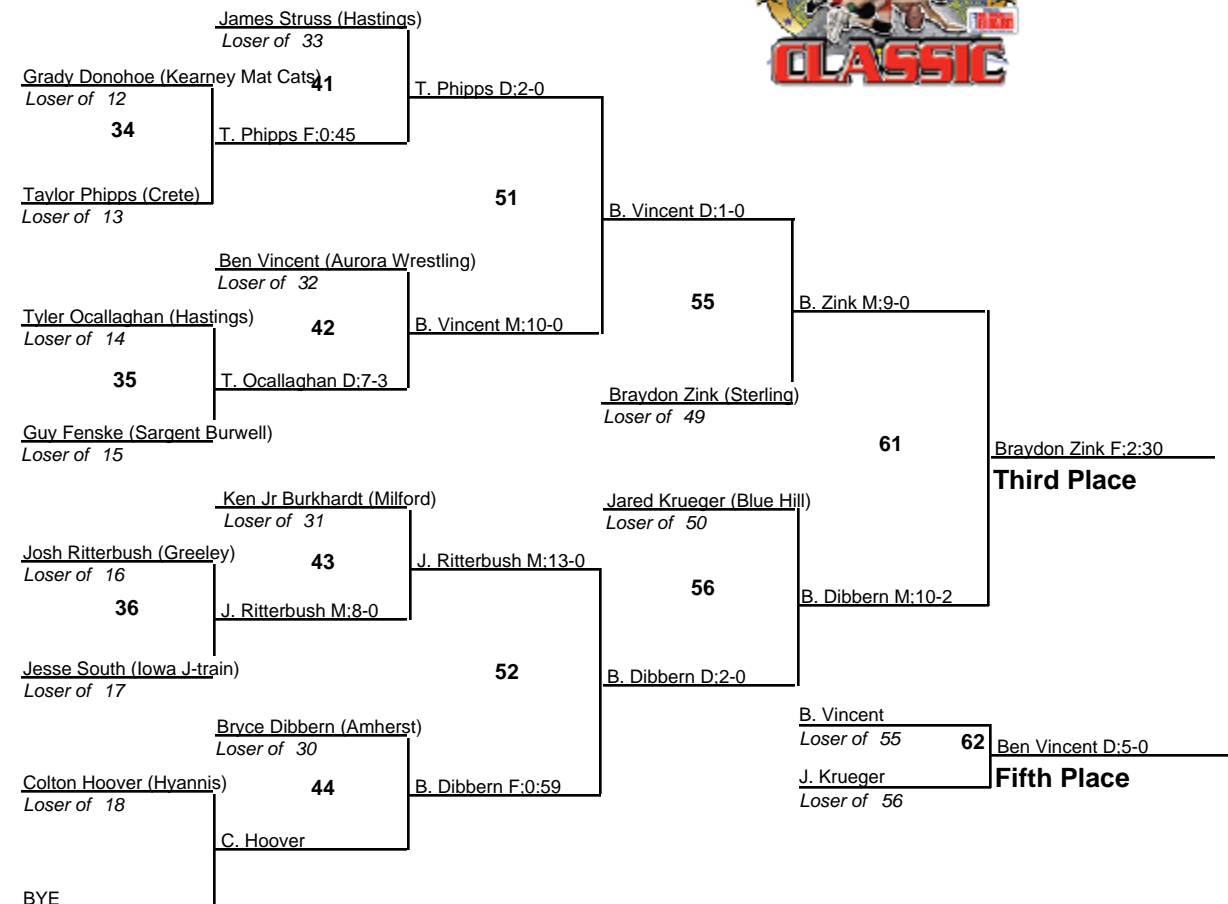 CLASSIC
James Struss (Hastings)
Loser of 33
Grady Donohoe (Kearney Mat Cats)
41
Loser of 12
T. Phipps D;2-0
34
T. Phipps F;0:45
Taylor Phipps (Crete)
Loser of 13
51
B. Vincent D;1-0
Ben Vincent (Aurora Wrestling)
Loser of 32
Tyler Ocallaghan (Hastings)
Loser of 14
42
B. Vincent M;10-0
55
B. Zink M;9-0
35
T. Ocallaghan D;7-3
Braydon Zink (Sterling)
Loser of 49
Guy Fenske (Sargent Burwell)
Loser of 15
61
Braydon Zink F;2:30
Third Place
Ken Jr Burkhardt (Milford)
Loser of 31
Jared Krueger (Blue Hill)
Loser of 50
Josh Ritterbush (Greeley)
Loser of 16
43
J. Ritterbush M;13-0
36
J. Ritterbush M;8-0
56
B. Dibbern M;10-2
Jesse South (Iowa J-train)
Loser of 17
52
B. Dibbern D;2-0
Bryce Dibbern (Amherst)
Loser of 30
B. Vincent
Loser of 55
62
Ben Vincent D;5-0
Colton Hoover (Hyannis)
Loser of 18
44
B. Dibbern F;0:59
J. Krueger
Loser of 56
Fifth Place
C. Hoover
BYE